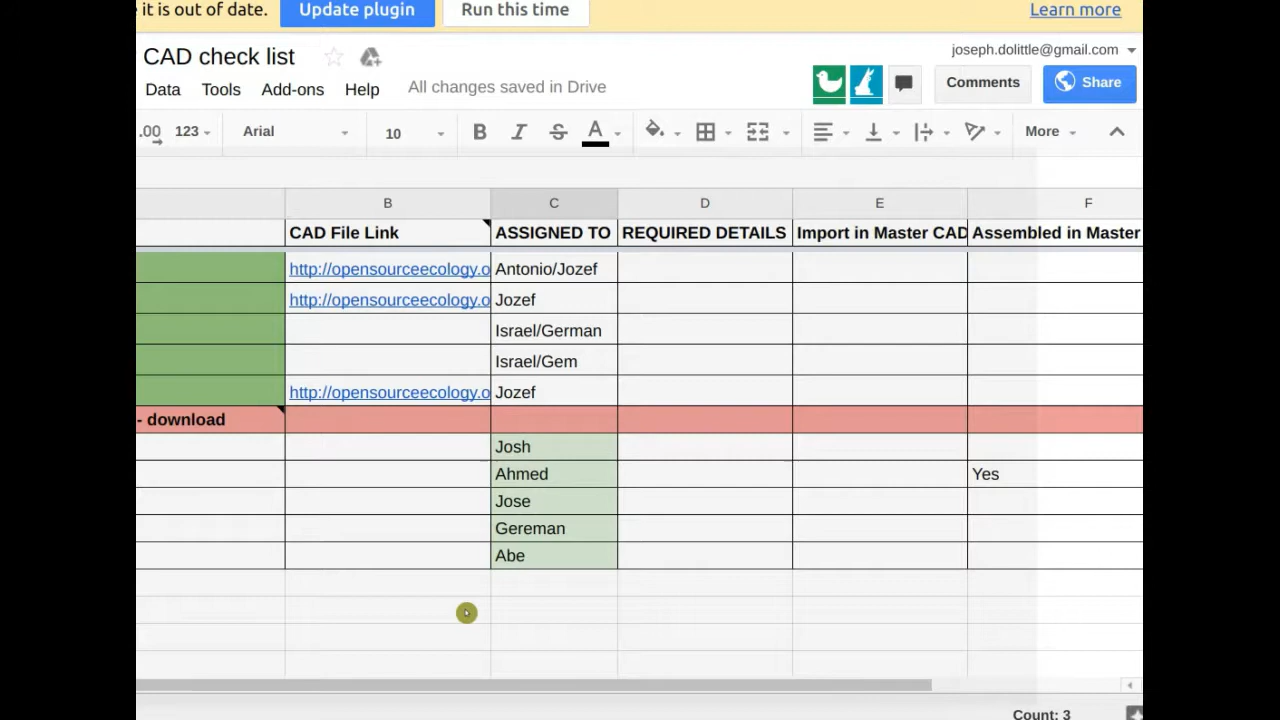 it is out of date. Update plugin Run this time Learn more
CAD check list joseph.dolittle@gmail.com
Data Tools Add-ons Help All changes saved in Drive Comments Share
.00 123 Arial 10 B I S A More
B C D E F
CAD File Link ASSIGNED TO REQUIRED DETAILS Import in Master CAD Assembled in Master
http://opensourceecology.o Antonio/Jozef
http://opensourceecology.o Jozef
Israel/German
Israel/Gem
http://opensourceecology.o Jozef
- download
Josh
Ahmed Yes
Jose
Gereman
Abe
Count: 3